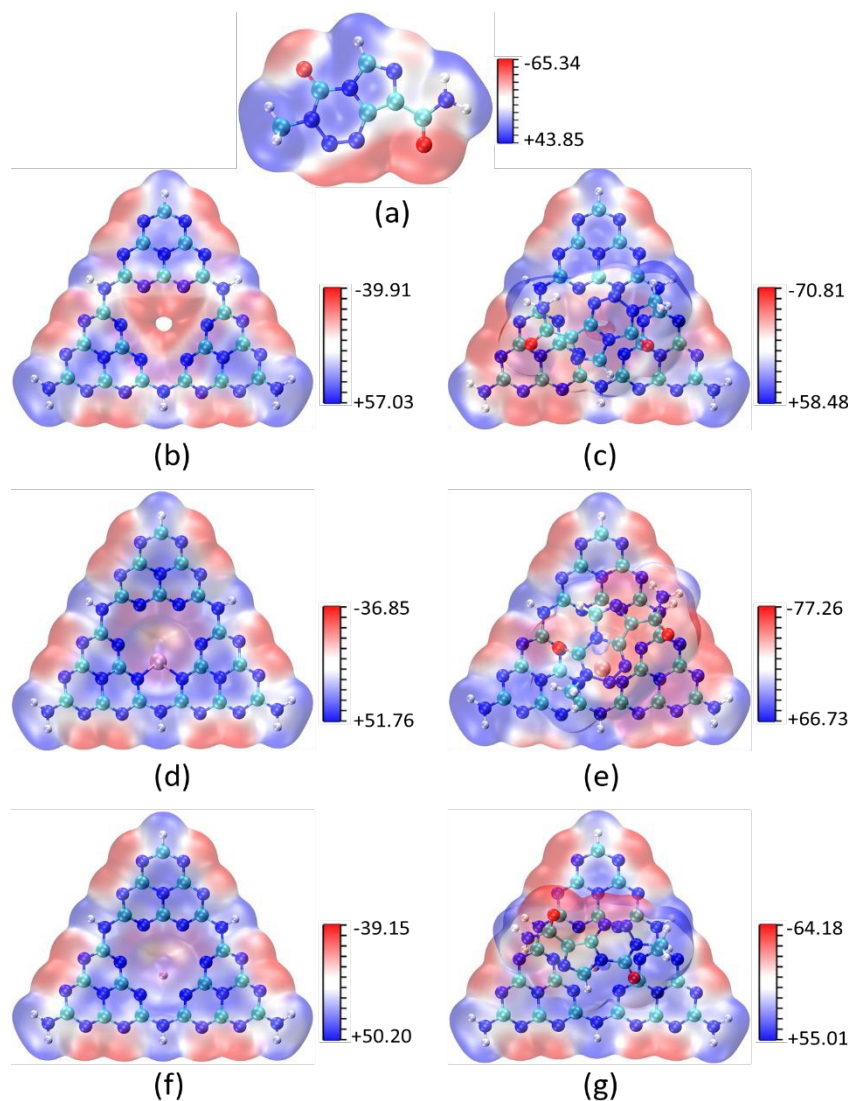 -65.34
+43.85
(a)
-39.91
+57.03
(b)
-70.81
+58.48
(c)
-36.85
+51.76
(d)
-77.26
+66.73
(e)
-39.15
+50.20
(f)
-64.18
+55.01
(g)